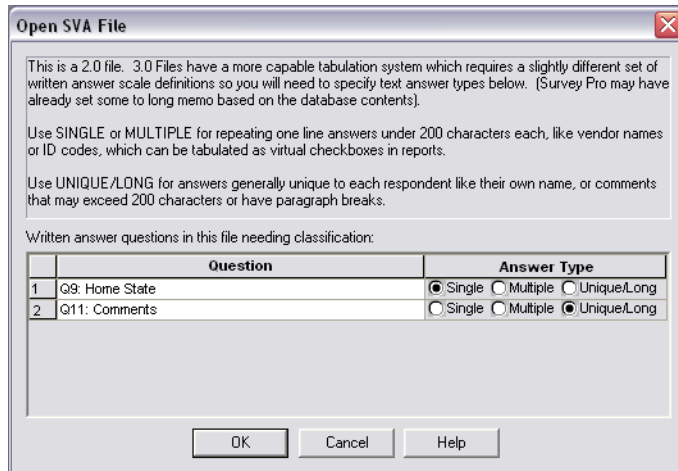 Open SVA File
This is a 2.0 file.  3.0 Files have a more capable tabulation system which requires a slightly different set of
written answer scale definitions so you will need to specify text answer types below.  (Survey Pro may have
already set some to long memo based on the database contents).
Use SINGLE or MULTIPLE for repeating one line answers under 200 characters each, like vendor names
or ID codes, which can be tabulated as virtual checkboxes in reports.
Use UNIQUE/LONG for answers generally unique to each respondent like their own name, or comments
that may exceed 200 characters or have paragraph breaks.
Written answer questions in this file needing classification:
Question Answer Type
1 Q9: Home State Single Multiple Unique/Long
2 Q11: Comments Single Multiple Unique/Long
OK Cancel Help